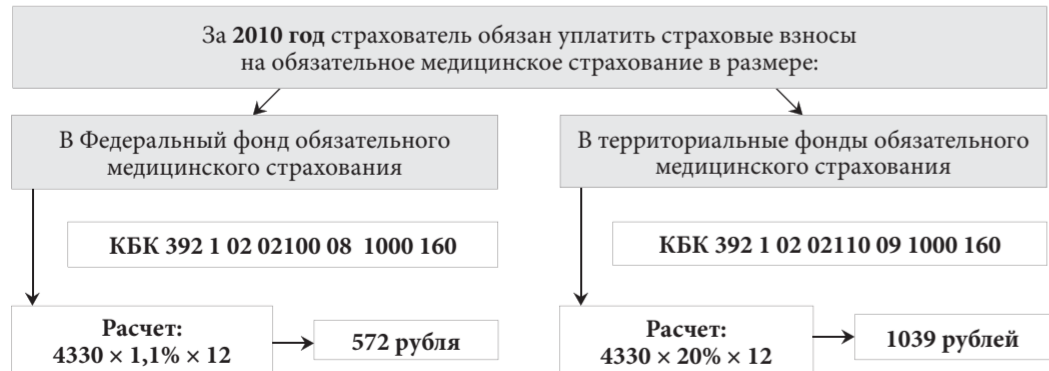 За 2010 год страхователь обязан уплатить страховые взносы
на обязательное медицинское страхование в размере:
В Федеральный фонд обязательного
медицинского страхования
КБК 392 1 02 02100 08 1000 160
Расчет:
4330 × 1,1% × 12
572 рубля
В территориальные фонды обязательного
медицинского страхования
КБК 392 1 02 02110 09 1000 160
Расчет:
4330 × 20% × 12
1039 рублей